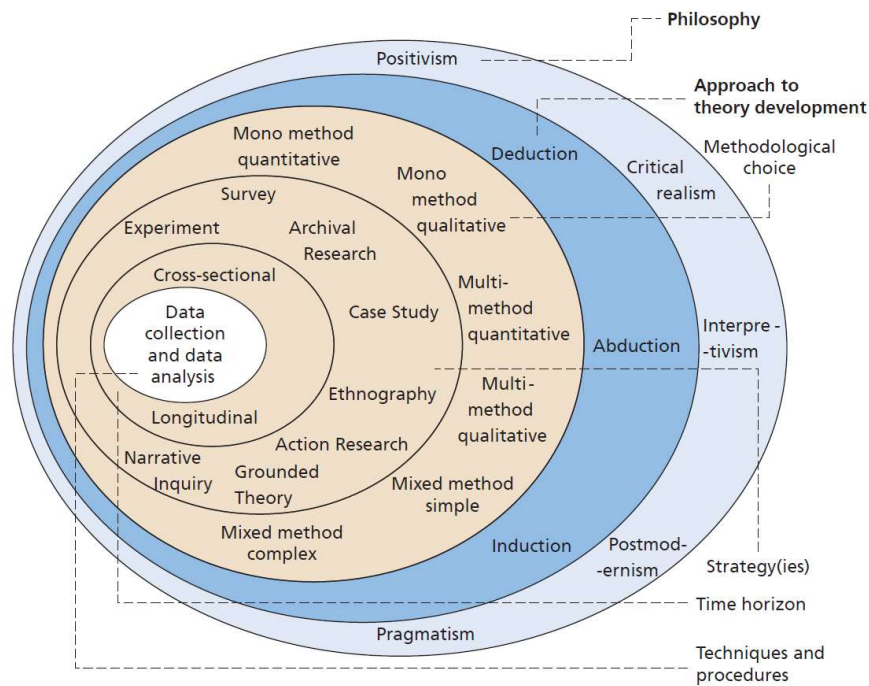 Philosophy
Positivism
Approach to
theory development
Mono method
quantitative
Deduction
Methodological
choice
Critical
realism
Mono
method
qualitative
Survey
Experiment
Archival
Research
Cross-sectional
Data
collection
and data
analysis
Case Study
Multi-
method
quantitative
Abduction
Interpre-
-tivism
Ethnography
Multi-
method
qualitative
Longitudinal
Action Research
Narrative
Inquiry
Grounded
Theory
Mixed method
simple
Mixed method
complex
Induction
Postmod-
-ernism
Strategy(ies)
Time horizon
Pragmatism
Techniques and
procedures